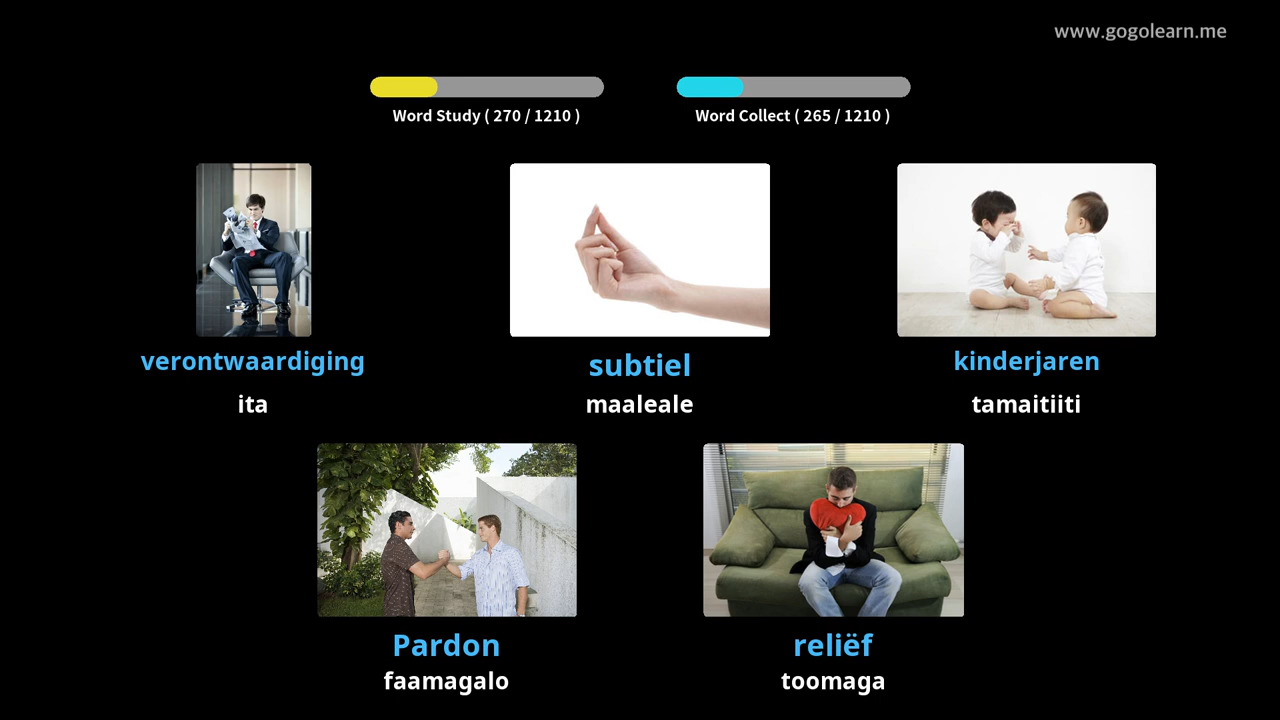 www.gogolearn.me
Word Study ( 270 / 1210 )
Word Collect ( 265 / 1210 )
verontwaardiging
ita
subtiel
maaleale
kinderjaren
tamaitiiti
Pardon
faamagalo
reliëf
toomaga